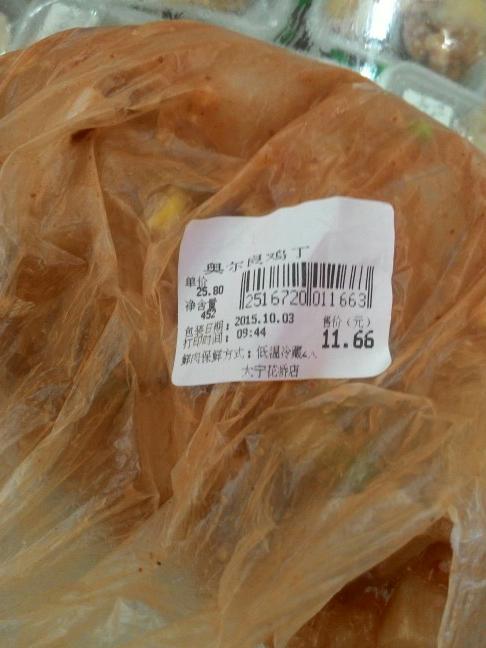 奥尔良鸡丁
单价
25.80
净含量
452
2516720011663
包装日期：2015.10.03
打印时间：09:44
售价（元）
11.66
鲜肉保鲜方式：低温冷藏
大宁花桥店